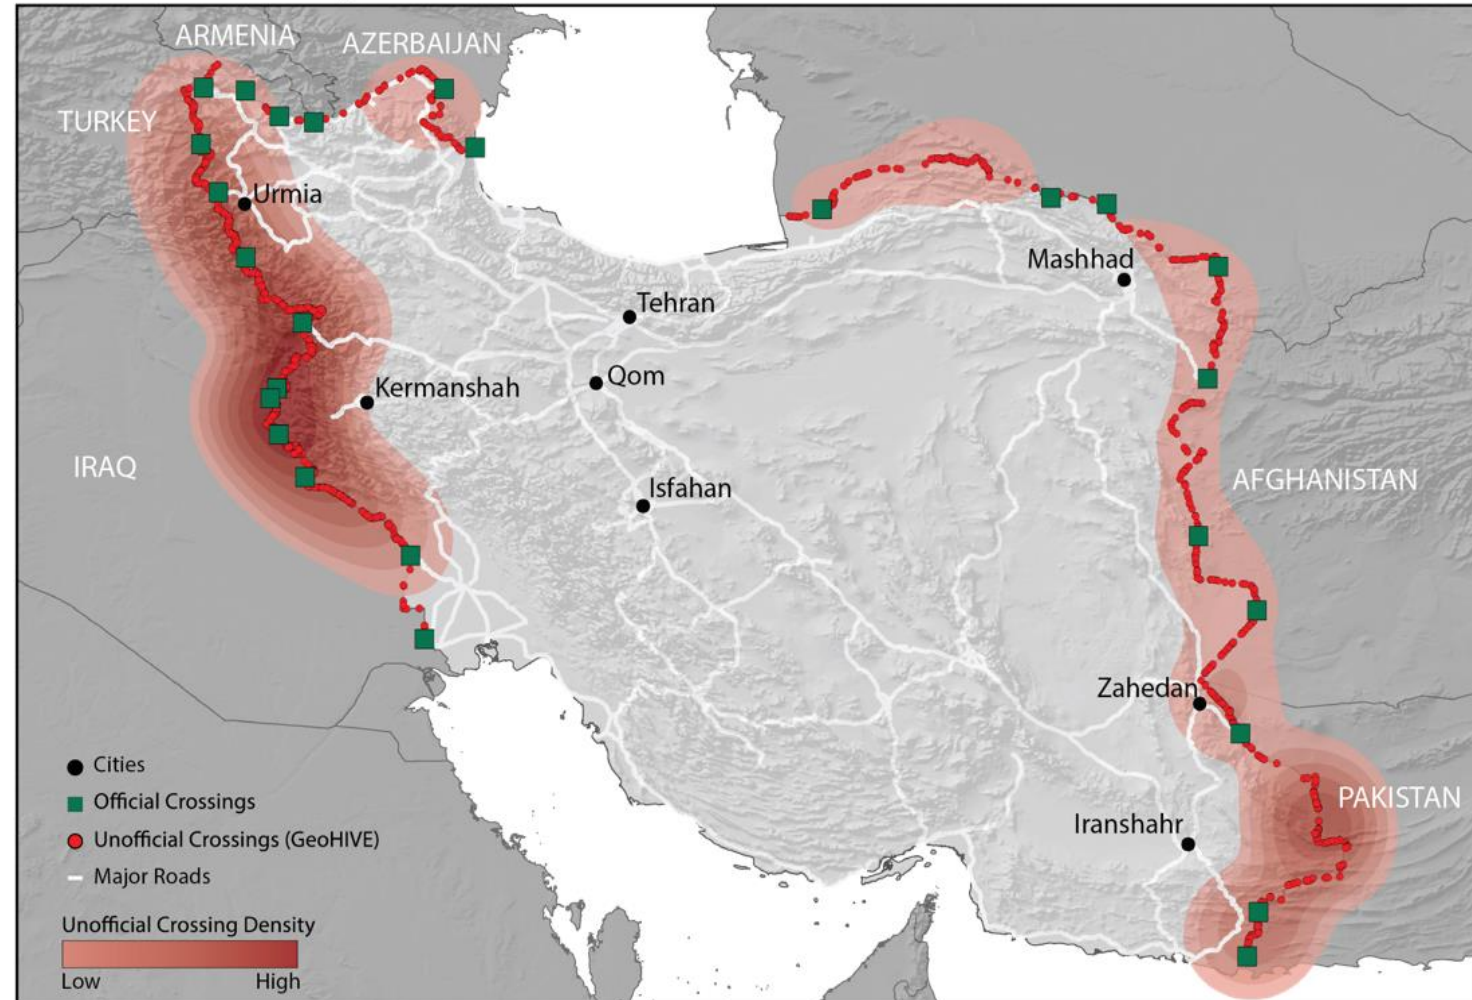 ARMENIA
AZERBAIJAN
TURKEY
Urmia
Mashhad
Tehran
Qom
Kermanshah
IRAQ
AFGHANISTAN
Isfahan
Zahedan
PAKISTAN
Iranshahr
Cities
Official Crossings
Unofficial Crossings (GeoHIVE)
Major Roads
Unofficial Crossing Density
Low High